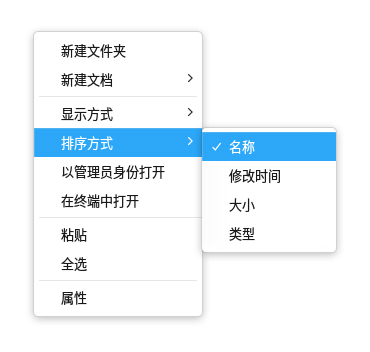 新建文件夹
新建文档
显示方式
排序方式
以管理员身份打开
在终端中打开
粘贴
全选
属性
名称
修改时间
大小
类型